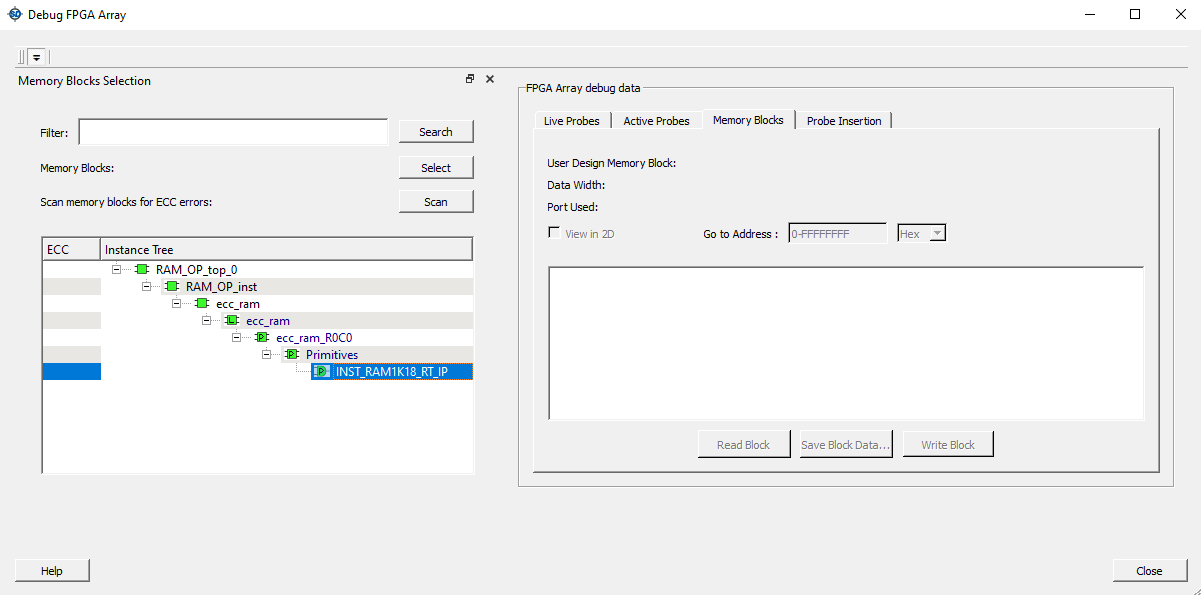 Debug FPGA Array
Memory Blocks Selection
Filter:
Search
Memory Blocks:
Select
Scan memory blocks for ECC errors:
Scan
ECC
Instance Tree
RAM_OP_top_0
RAM_OP_inst
ecc_ram
L
ecc_ram
P
ecc_ram_R0C0
P
Primitives
P
INST_RAM1K18_RT_IP
FPGA Array debug data
Live Probes
Active Probes
Memory Blocks
Probe Insertion
User Design Memory Block:
Data Width:
Port Used:
View in 2D
Go to Address :
0-FFFFFFFF
Hex
Read Block
Save Block Data...
Write Block
Help
Close